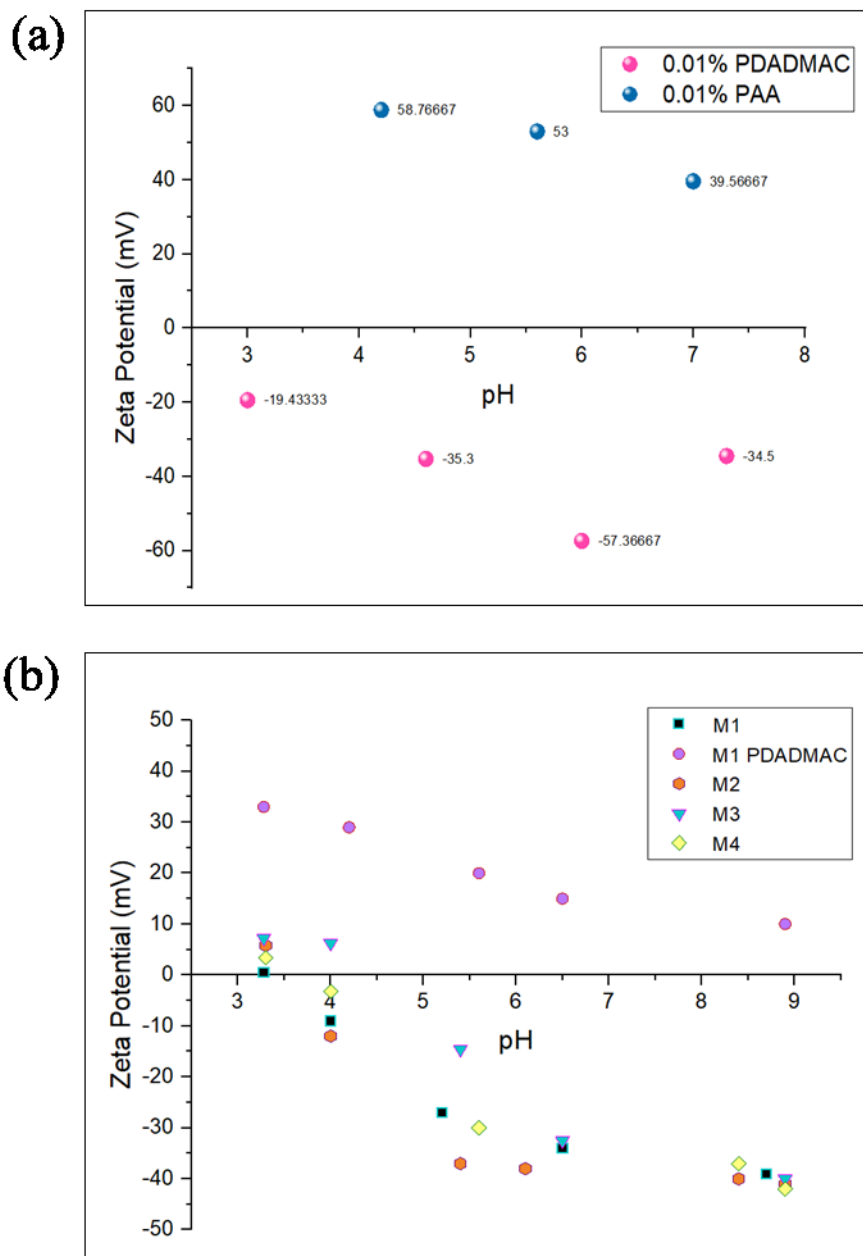 (a)
0.01% PDADMAC
0.01% PAA
60
40
20
0
-20
-40
-60
Zeta Potential (mV)
58.76667
53
39.56667
3 4 5 6 7 8
pH
-19.43333
-35.3
-34.5
-57.36667
(b)
M1
M1 PDADMAC
M2
M3
M4
50
40
30
20
10
0
-10
-20
-30
-40
-50
Zeta Potential (mV)
3 4 5 6 7 8 9
pH